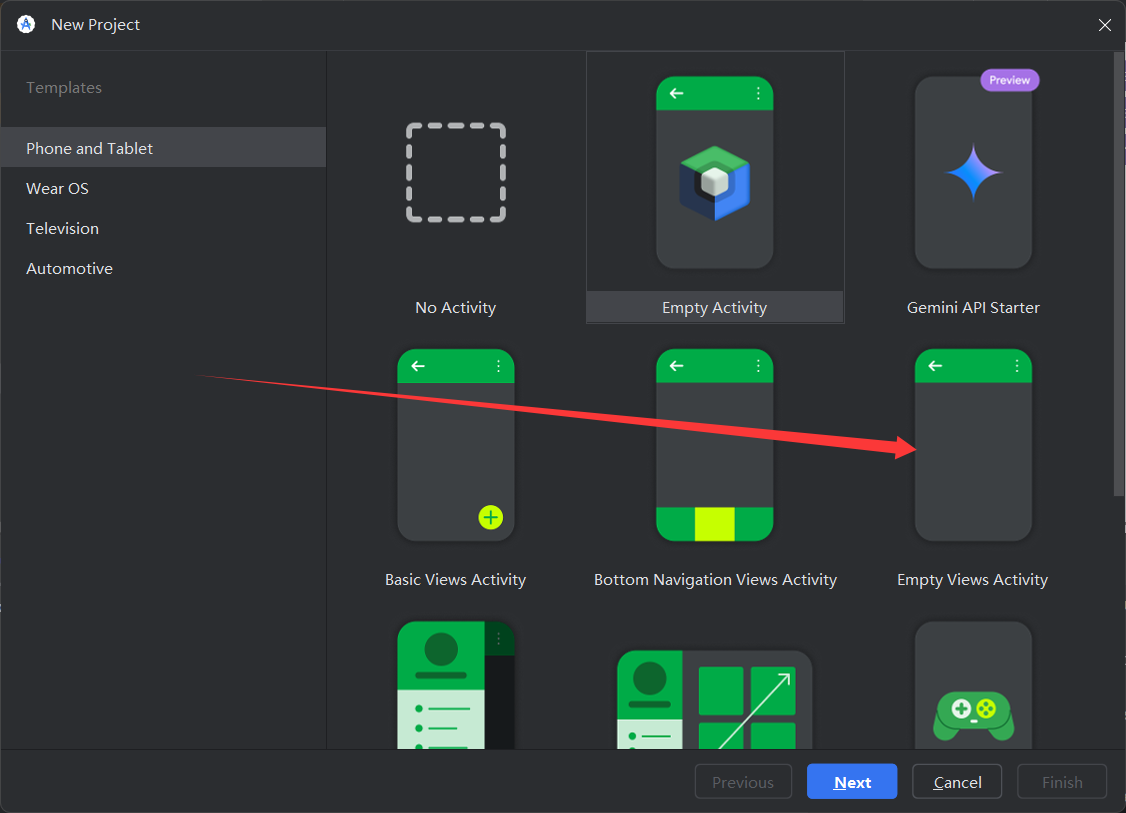 New Project
Templates
Phone and Tablet
Wear OS
Television
Automotive
Preview
No Activity
Empty Activity
Gemini API Starter
Basic Views Activity
Bottom Navigation Views Activity
Empty Views Activity
Previous
Next
Cancel
Finish